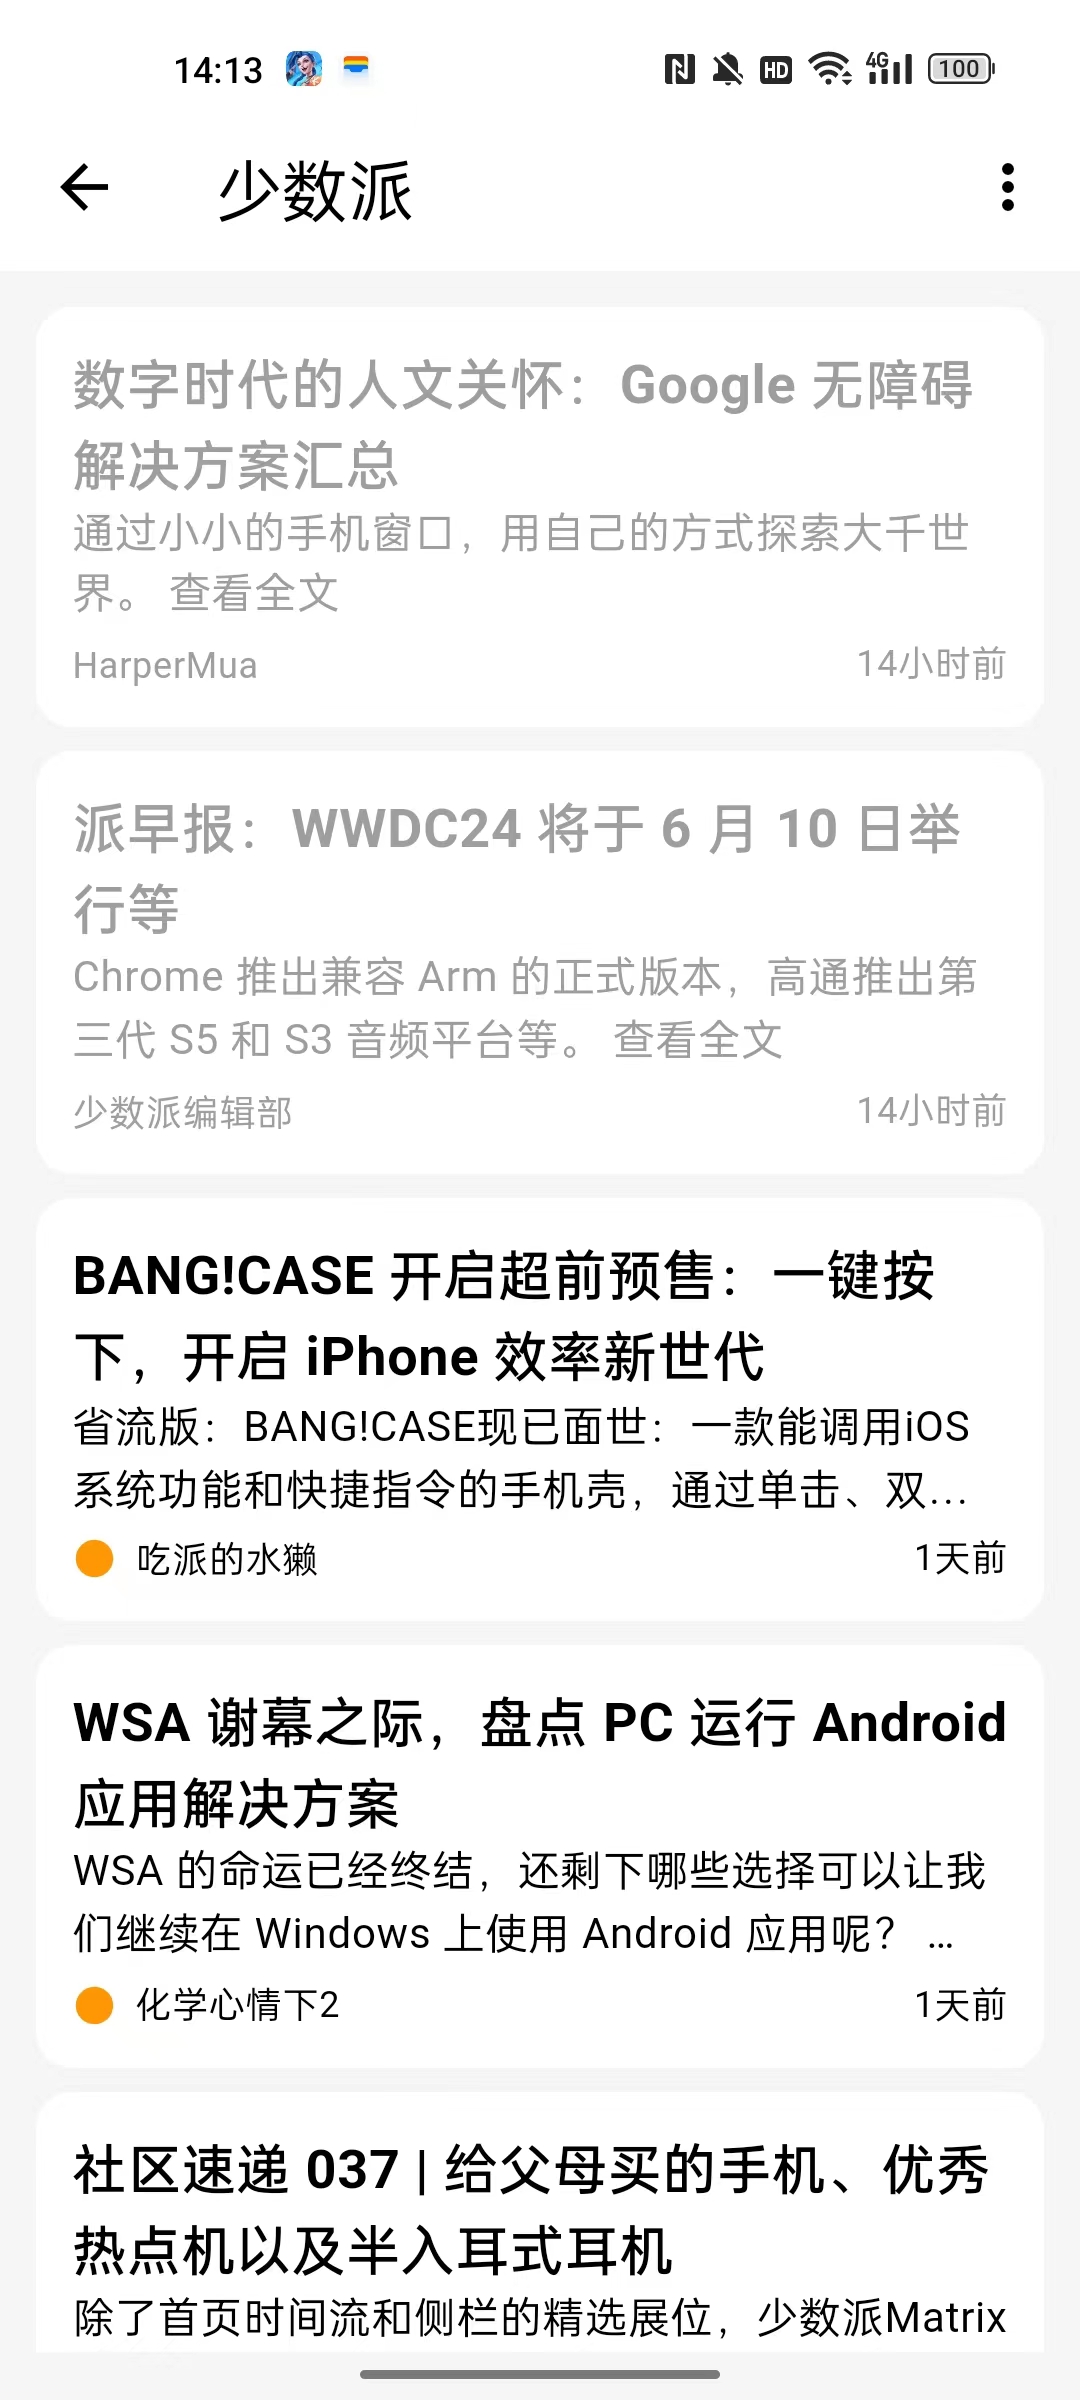 14:13
HD
4G
100
少数派
数字时代的人文关怀：Google 无障碍
解决方案汇总
通过小小的手机窗口，用自己的方式探索大千世
界。 查看全文
HarperMua
14小时前
派早报：WWDC24 将于 6 月 10 日举
行等
Chrome 推出兼容 Arm 的正式版本，高通推出第
三代 S5 和 S3 音频平台等。 查看全文
少数派编辑部
14小时前
BANG!CASE 开启超前预售：一键按
下，开启 iPhone 效率新世代
省流版：BANG!CASE现已面世：一款能调用iOS
系统功能和快捷指令的手机壳，通过单击、双...
吃派的水獭
1天前
WSA 谢幕之际，盘点 PC 运行 Android
应用解决方案
WSA 的命运已经终结，还剩下哪些选择可以让我
们继续在 Windows 上使用 Android 应用呢？ ...
化学心情下2
1天前
社区速递 037 | 给父母买的手机、优秀
热点机以及半入耳式耳机
除了首页时间流和侧栏的精选展位，少数派Matrix